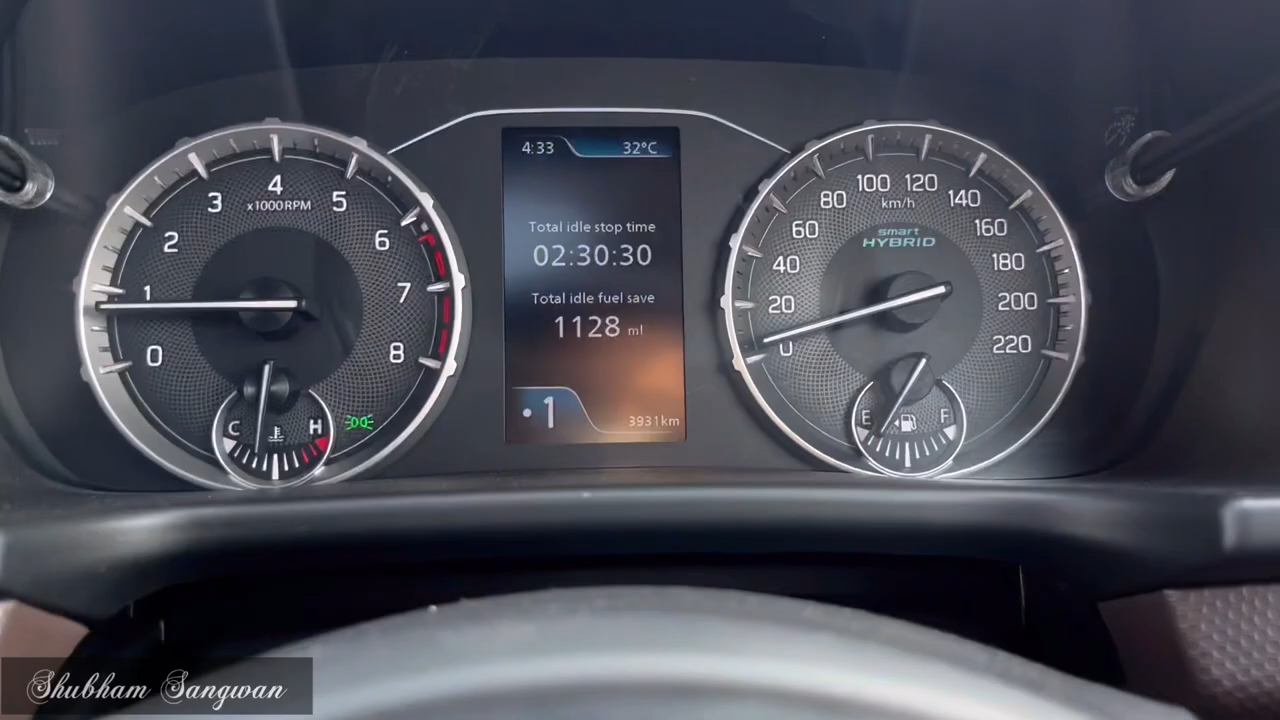 4:33 32°C
Total idle stop time
02:30:30
Total idle fuel save
1128 ml
•1
3931km
0 1 2 3 4 5 6 7 8
x1000RPM
C H
0 20 40 60 80 100 120 140 160 180 200 220
km/h
smart
HYBRID
E F
Shubham Sangwan